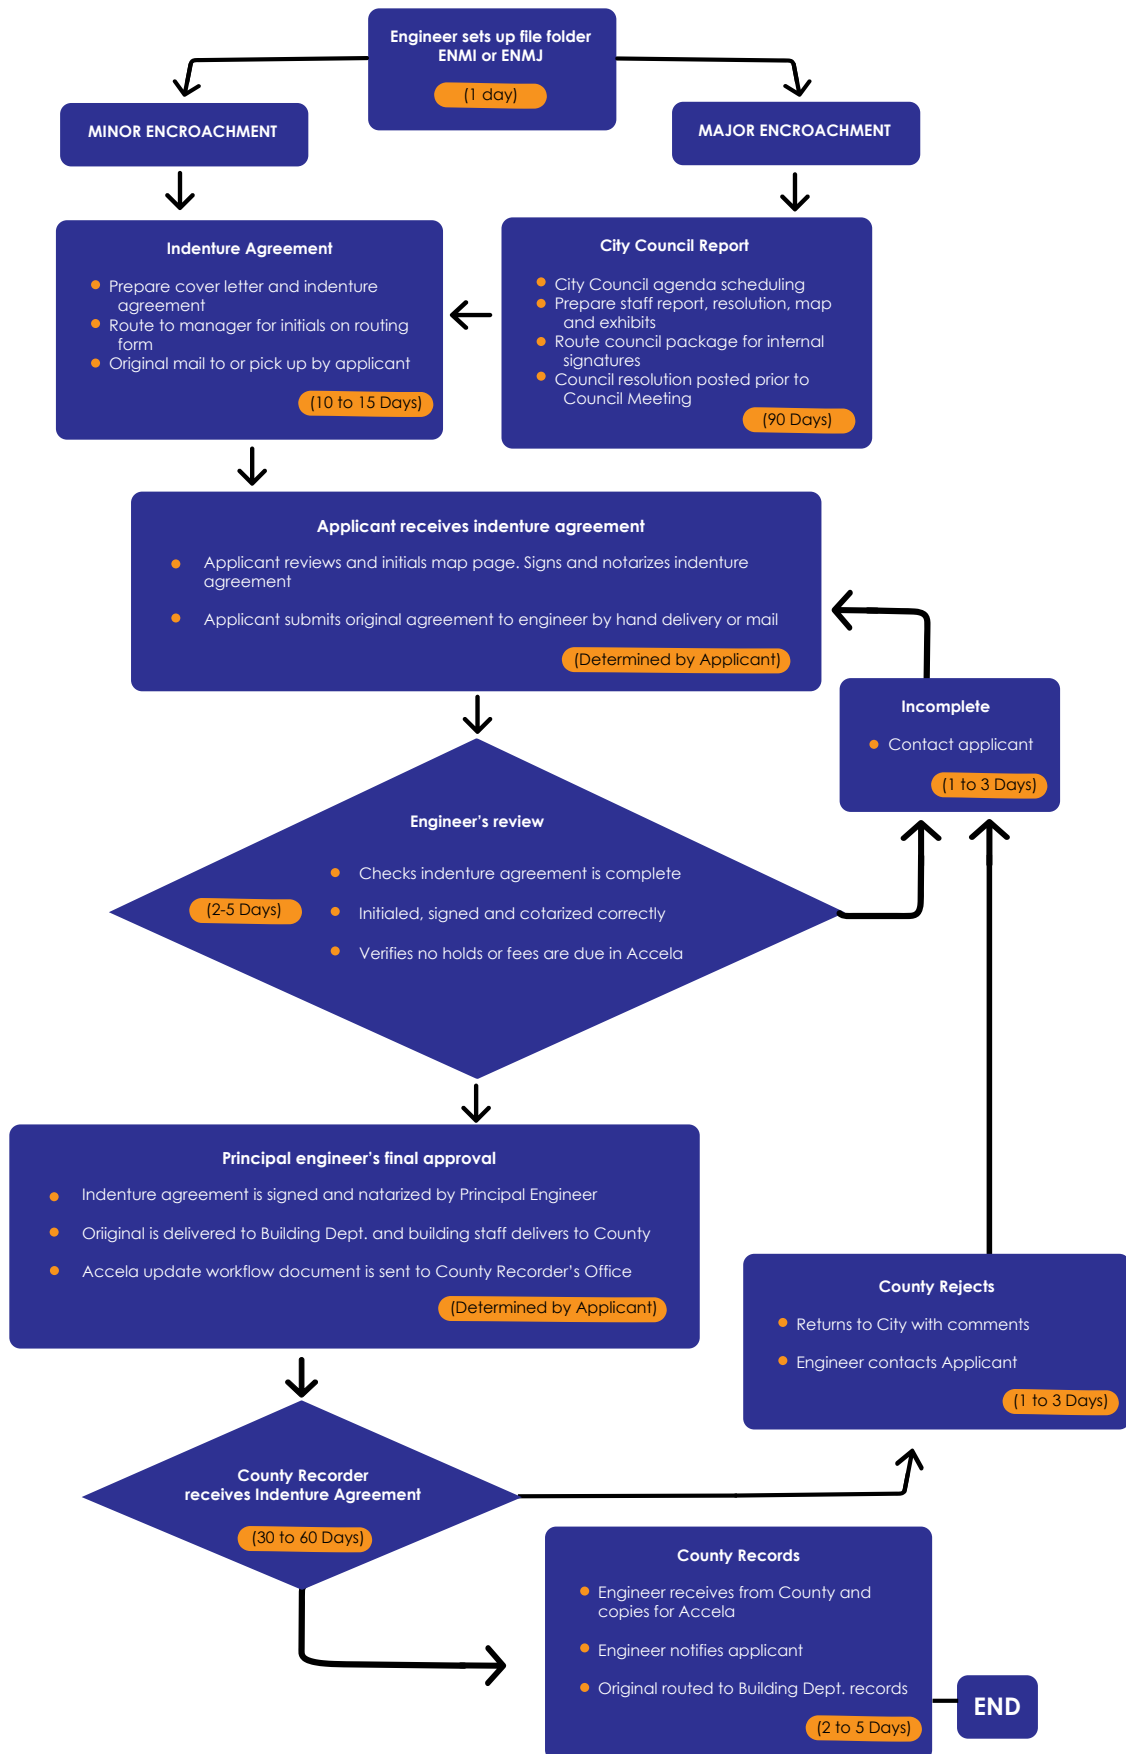 Engineer sets up file folder
ENMI or ENMJ
(1 day)
MINOR ENCROACHMENT
MAJOR ENCROACHMENT
Indenture Agreement
Prepare cover letter and indenture
agreement
Route to manager for initials on routing
form
Original mail to or pick up by applicant
(10 to 15 Days)
City Council Report
City Council agenda scheduling
Prepare staff report, resolution, map
and exhibits
Route council package for internal
signatures
Council resolution posted prior to
Council Meeting
(90 Days)
Applicant receives indenture agreement
Applicant reviews and initials map page. Signs and notarizes indenture
agreement
Applicant submits original agreement to engineer by hand delivery or mail
(Determined by Applicant)
Incomplete
Contact applicant
(1 to 3 Days)
Engineer’s review
Checks indenture agreement is complete
(2-5 Days)
Initialed, signed and cotarized correctly
Verifies no holds or fees are due in Accela
Principal engineer’s final approval
Indenture agreement is signed and natarized by Principal Engineer
Oriiginal is delivered to Building Dept. and building staff delivers to County
Accela update workflow document is sent to County Recorder’s Office
(Determined by Applicant)
County Rejects
Returns to City with comments
Engineer contacts Applicant
(1 to 3 Days)
County Recorder
receives Indenture Agreement
(30 to 60 Days)
County Records
Engineer receives from County and
copies for Accela
Engineer notifies applicant
Original routed to Building Dept. records
(2 to 5 Days)
END